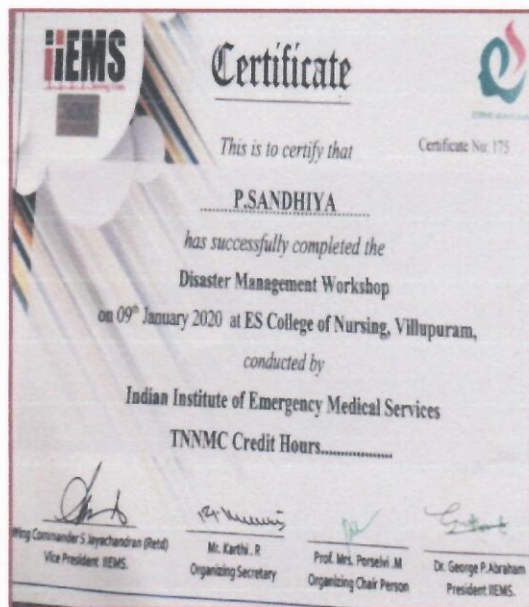 iiEMS
Certificate
This is to certify that
Certificate No: 175
P.SANDHIYA
has successfully completed the
Disaster Management Workshop
on 09th January 2020 at ES College of Nursing, Villupuram,
conducted by
Indian Institute of Emergency Medical Services
TNNMC Credit Hours.................
Wing Commander S Jayachandran (Retd)
Vice President IIEMS.
Mr. Karthi . R
Organizing Secretary
Prof. Mrs. Porselvi .M
Organizing Chair Person
Dr. George P.Abraham
President IIEMS.